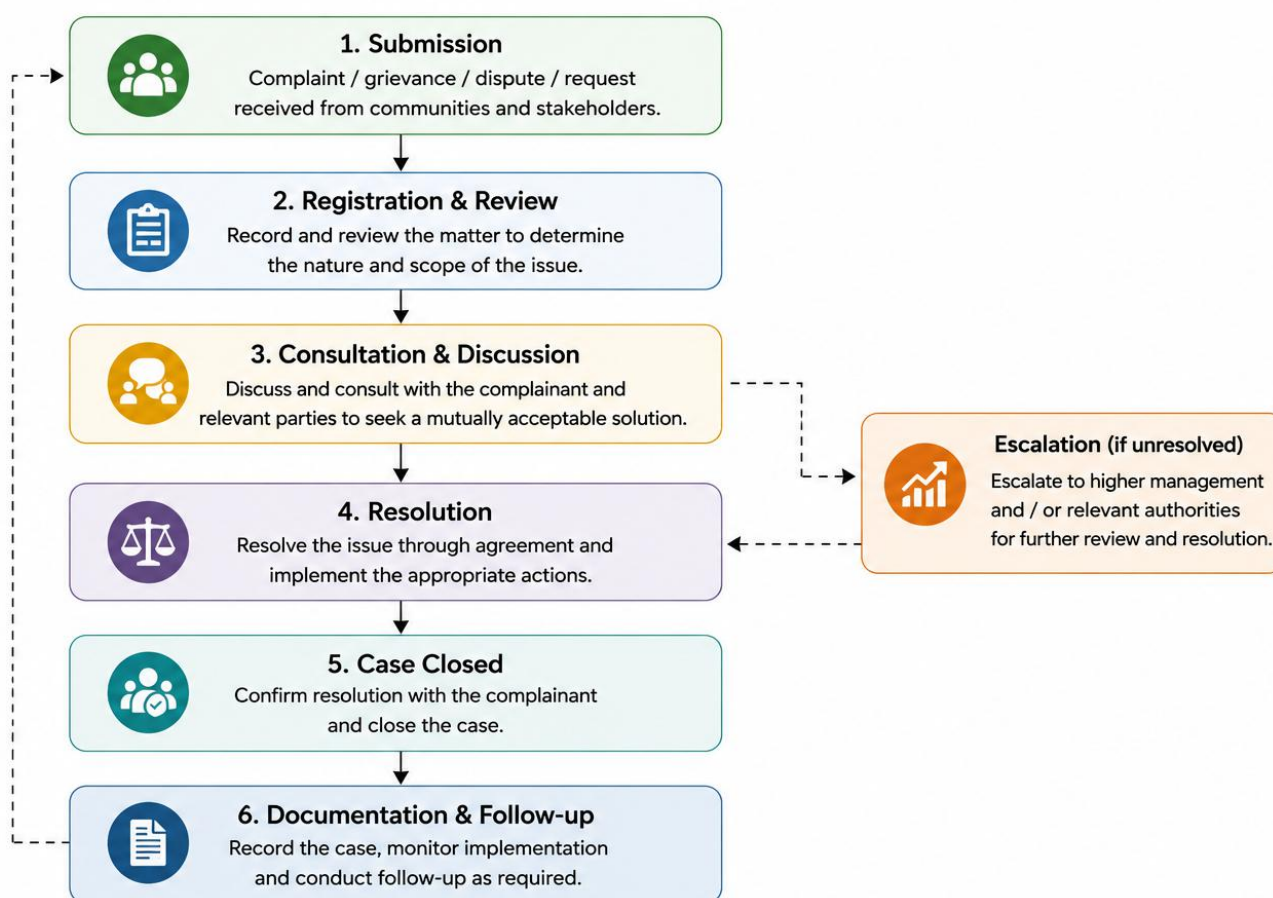 1. Submission
Complaint / grievance / dispute / request
received from communities and stakeholders.
2. Registration & Review
Record and review the matter to determine
the nature and scope of the issue.
3. Consultation & Discussion
Discuss and consult with the complainant and
relevant parties to seek a mutually acceptable solution.
Escalation (if unresolved)
Escalate to higher management
and / or relevant authorities
for further review and resolution.
4. Resolution
Resolve the issue through agreement and
implement the appropriate actions.
5. Case Closed
Confirm resolution with the complainant
and close the case.
6. Documentation & Follow-up
Record the case, monitor implementation
and conduct follow-up as required.